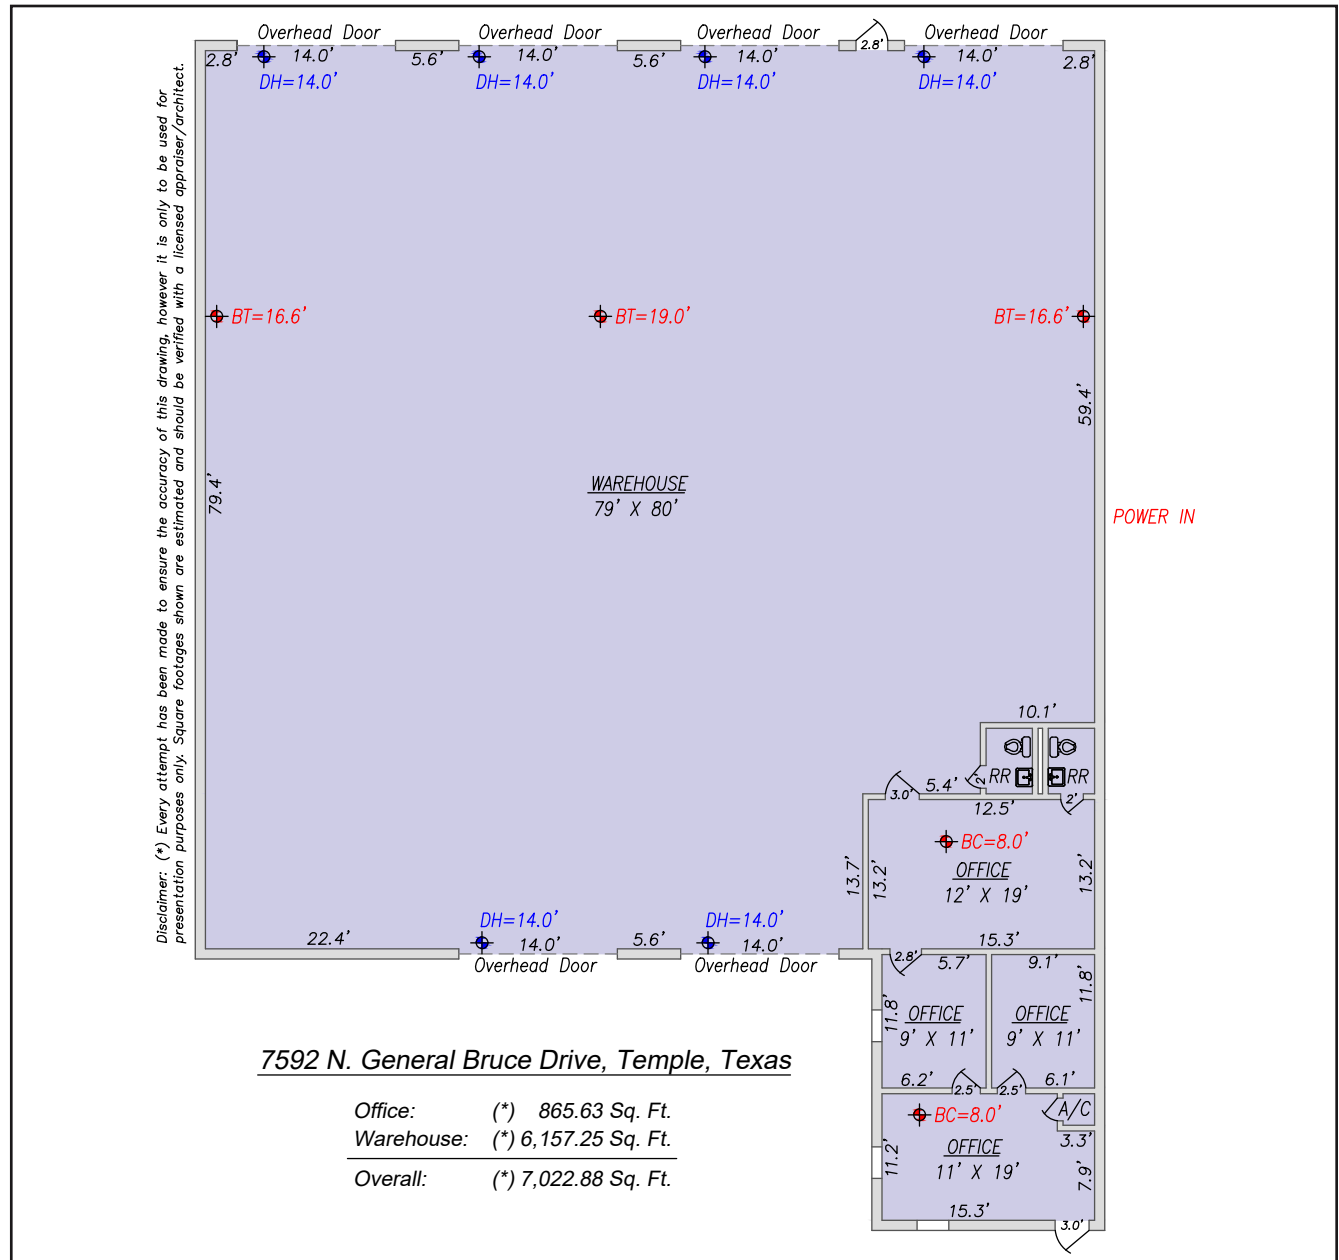 Overhead Door
Overhead Door
Overhead Door
Overhead Door
2.8'
14.0'
5.6'
14.0'
5.6'
14.0'
2.8'
14.0'
2.8'
DH=14.0'
DH=14.0'
DH=14.0'
DH=14.0'
Disclaimer: (*) Every attempt has been made to ensure the accuracy of this drawing, however it is only to be used for
presentation purposes only. Square footages shown are estimated and should be verified with a licensed appraiser/architect.
BT=16.6'
BT=19.0'
BT=16.6'
59.4'
79.4'
WAREHOUSE
79' X 80'
POWER IN
10.1'
RR
RR
2'
2'
3.0'
5.4'
12.5'
BC=8.0'
OFFICE
12' X 19'
13.7'
13.2'
13.2'
DH=14.0'
DH=14.0'
22.4'
14.0'
5.6'
14.0'
Overhead Door
Overhead Door
15.3'
2.8'
5.7'
9.1'
11.8'
11.8'
OFFICE
9' X 11'
OFFICE
9' X 11'
6.2'
2.5'
2.5'
6.1'
A/C
BC=8.0'
3.3'
OFFICE
11' X 19'
11.2'
7.9'
15.3'
3.0'
7592 N. General Bruce Drive, Temple, Texas
Office: (*) 865.63 Sq. Ft.
Warehouse: (*) 6,157.25 Sq. Ft.
Overall: (*) 7,022.88 Sq. Ft.